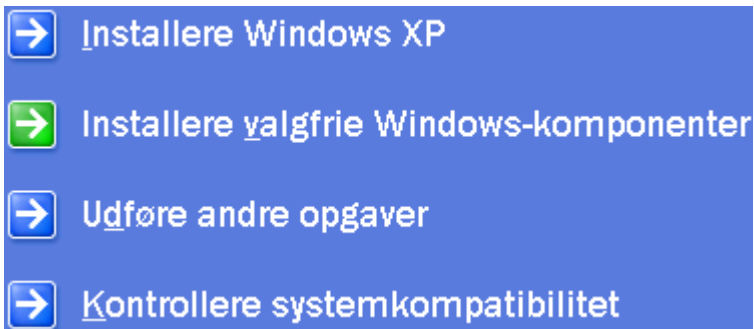 Installere Windows XP
Installere valgfrie Windows-komponenter
Udføre andre opgaver
Kontrollere systemkompatibilitet